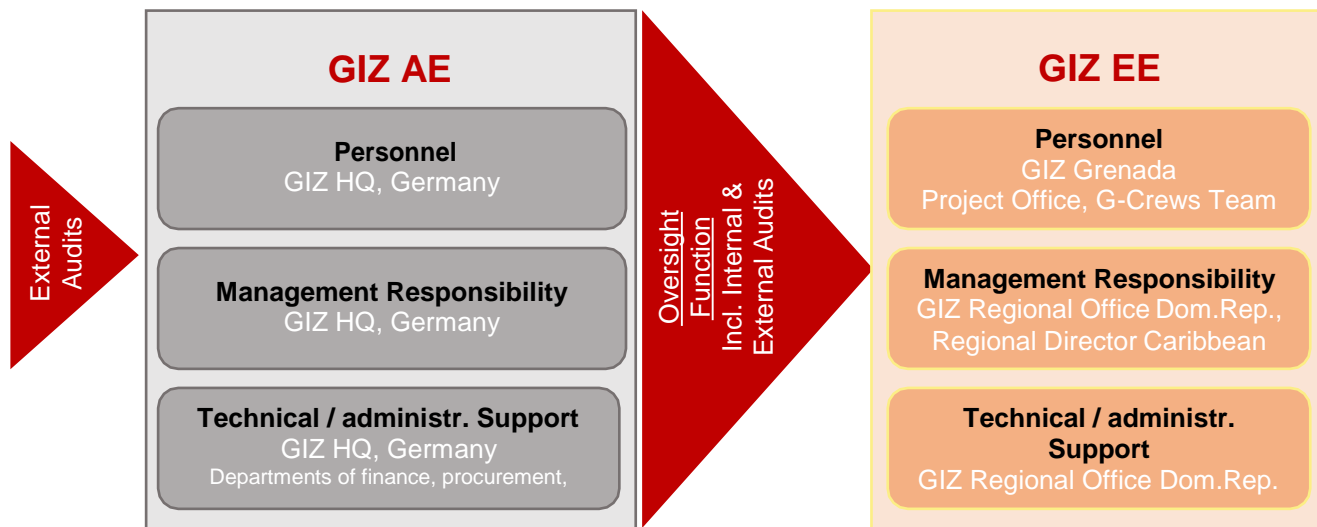 External
Audits
GIZ AE
Personnel
GIZ HQ, Germany
Management Responsibility
GIZ HQ, Germany
Technical / administr. Support
GIZ HQ, Germany
Departments of finance, procurement,
Oversight
Function
Incl. Internal &
External Audits
GIZ EE
Personnel
GIZ Grenada
Project Office, G-Crews Team
Management Responsibility
GIZ Regional Office Dom.Rep.,
Regional Director Caribbean
Technical / administr.
Support
GIZ Regional Office Dom.Rep.